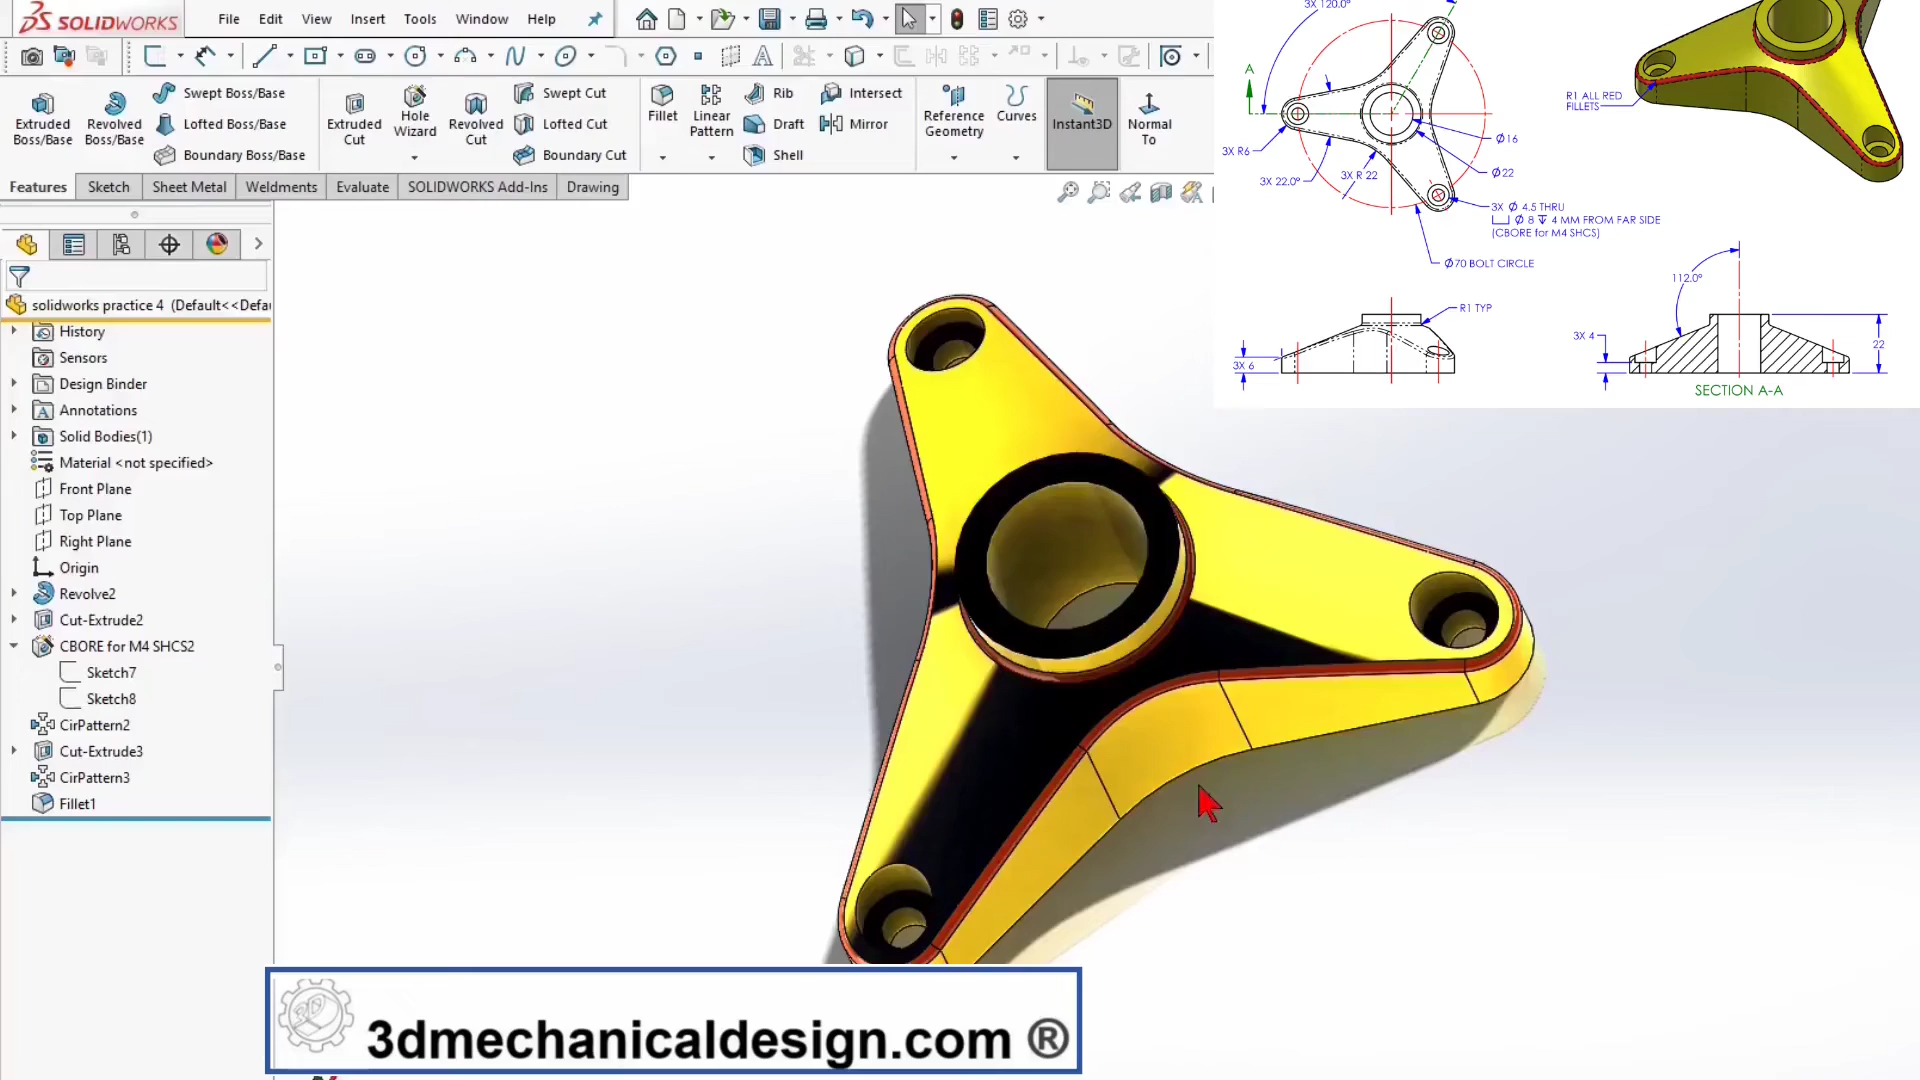 SOLIDWORKS
File Edit View Insert Tools Window Help
Extruded Boss/Base
Revolved Boss/Base
Swept Boss/Base
Lofted Boss/Base
Boundary Boss/Base
Extruded Cut
Hole Wizard
Revolved Cut
Swept Cut
Lofted Cut
Boundary Cut
Fillet
Linear Pattern
Rib
Draft
Shell
Intersect
Mirror
Reference Geometry
Curves
Instant3D
Normal To
Features Sketch Sheet Metal Weldments Evaluate SOLIDWORKS Add-Ins Drawing
solidworks practice 4 (Default<<Defau
History
Sensors
Design Binder
Annotations
Solid Bodies(1)
Material <not specified>
Front Plane
Top Plane
Right Plane
Origin
Revolve2
Cut-Extrude2
CBORE for M4 SHCS2
Sketch7
Sketch8
CirPattern2
Cut-Extrude3
CirPattern3
Fillet1
3X 120.0°
A
3X R6
3X 22.0°
3X R 22
Ø16
Ø22
3X Ø 4.5 THRU
⌴ Ø 8 ↧ 4 MM FROM FAR SIDE
(CBORE for M4 SHCS)
Ø70 BOLT CIRCLE
R1 ALL RED
FILLETS
R1 TYP
3X 6
112.0°
3X 4
22
SECTION A-A
3D
3dmechanicaldesign.com ®